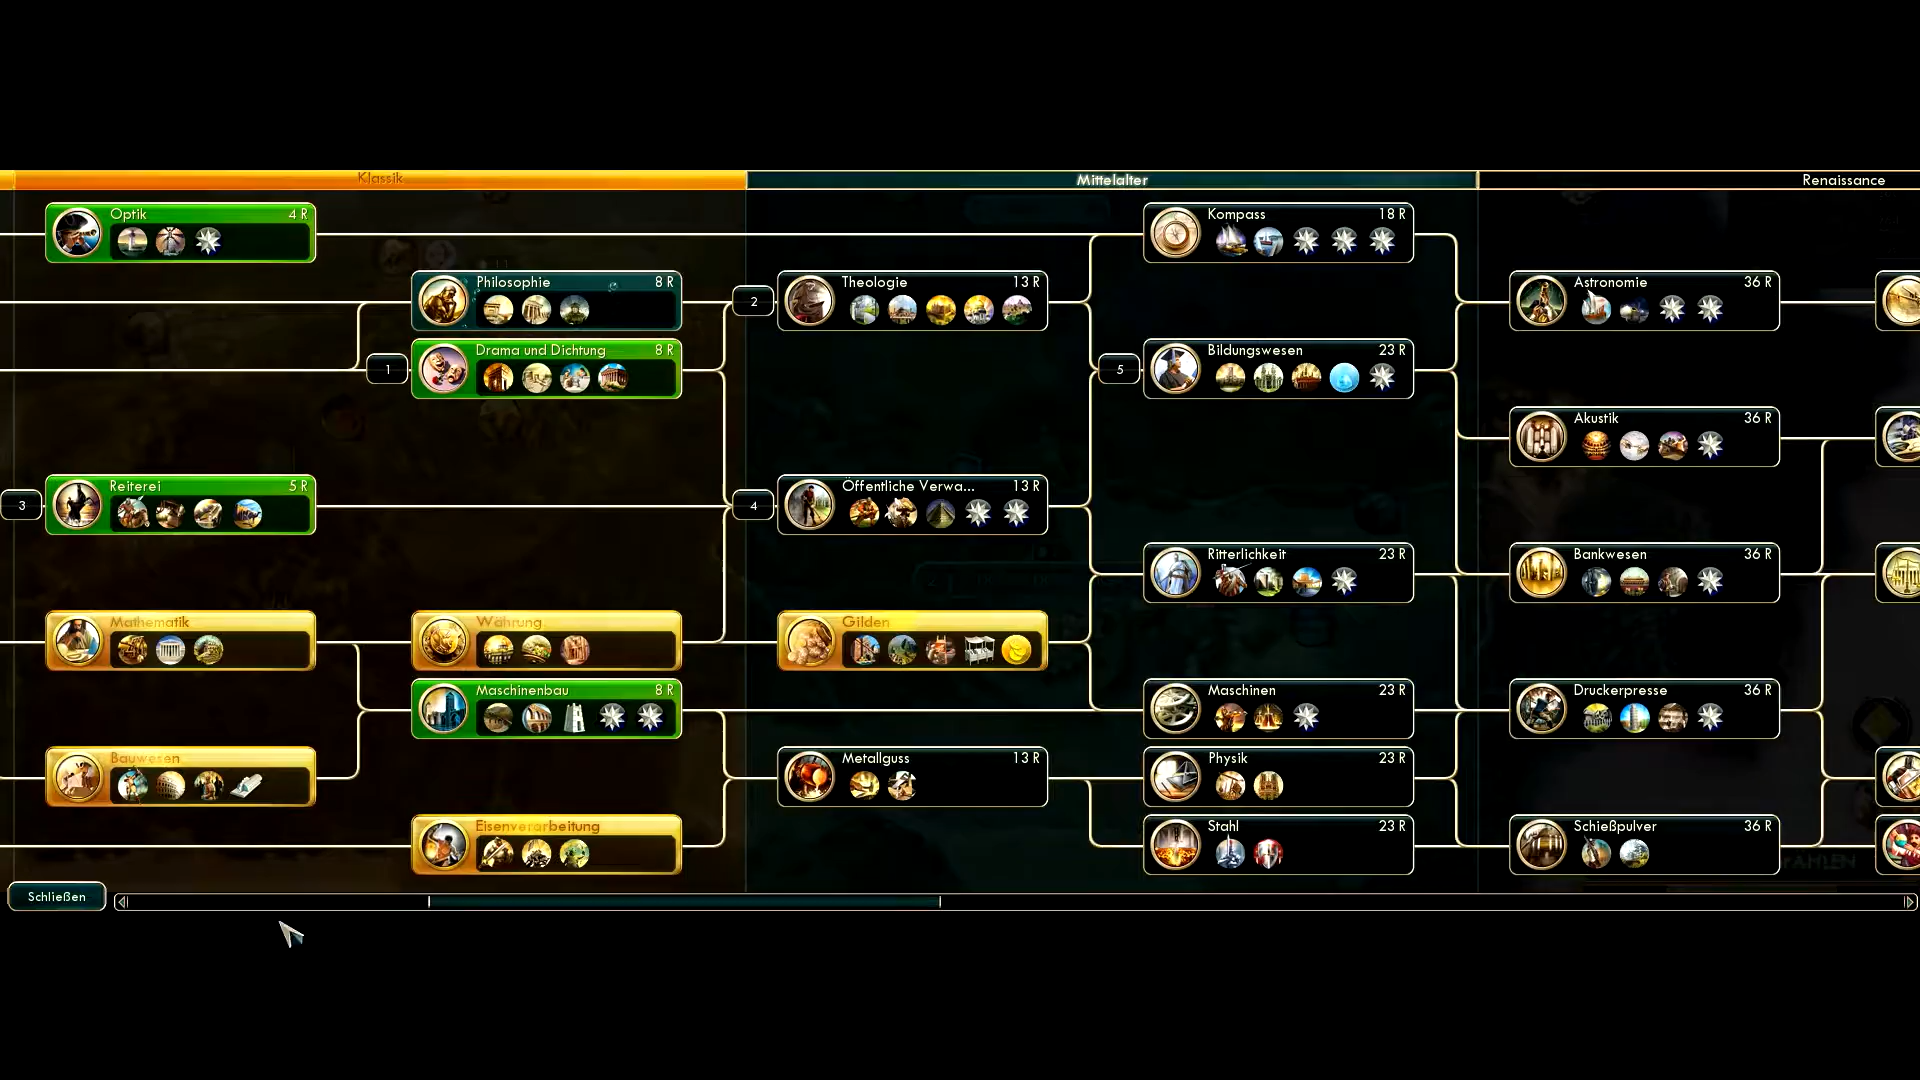 Klassik
Mittelalter
Renaissance
Optik 4 R
Kompass 18 R
Philosophie 8 R
2
Theologie 13 R
Astronomie 36 R
1
Drama und Dichtung 8 R
5
Bildungswesen 23 R
Akustik 36 R
3
Reiterei 5 R
4
Öffentliche Verwa... 13 R
Ritterlichkeit 23 R
Bankwesen 36 R
Mathematik
Währung
Gilden
Maschinenbau 8 R
Maschinen 23 R
Druckerpresse 36 R
Bauwesen
Metallguss 13 R
Physik 23 R
Eisenverarbeitung
Stahl 23 R
Schießpulver 36 R
Schließen